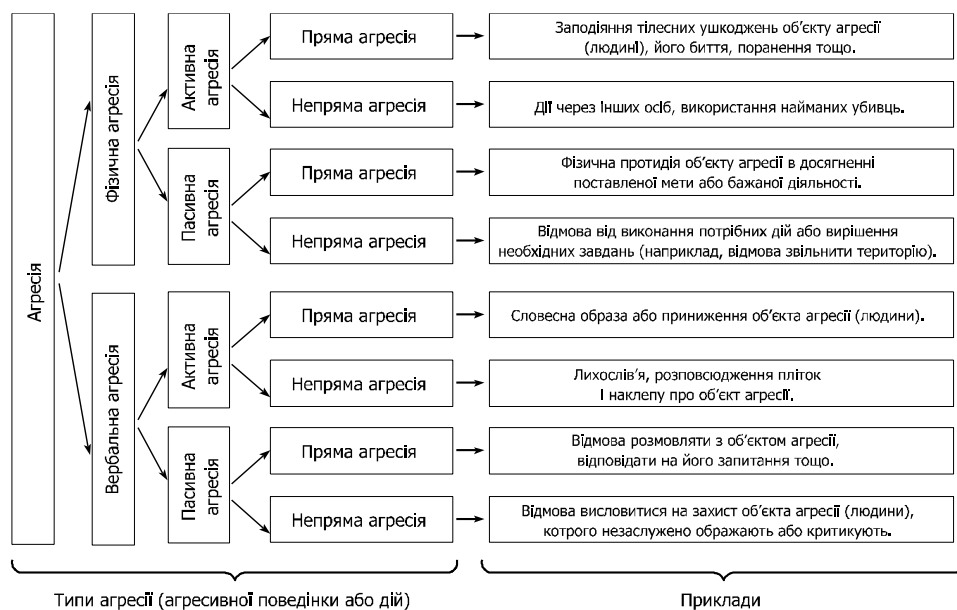 Агресія
Фізична агресія
Активна
агресія
Пряма агресія
Заподіяння тілесних ушкоджень об’єкту агресії
(людині), його биття, поранення тощо.
Непряма агресія
Дії через інших осіб, використання найманих убивць.
Пасивна
агресія
Пряма агресія
Фізична протидія об’єкту агресії в досягненні
поставленої мети або бажаної діяльності.
Непряма агресія
Відмова від виконання потрібних дій або вирішення
необхідних завдань (наприклад, відмова звільнити територію).
Вербальна агресія
Активна
агресія
Пряма агресія
Словесна образа або приниження об’єкта агресії (людини).
Непряма агресія
Лихослів’я, розповсюдження пліток
і наклепу про об’єкт агресії.
Пасивна
агресія
Пряма агресія
Відмова розмовляти з об’єктом агресії,
відповідати на його запитання тощо.
Непряма агресія
Відмова висловитися на захист об’єкта агресії (людини),
котрого незаслужено ображають або критикують.
Типи агресії (агресивної поведінки або дій)
Приклади